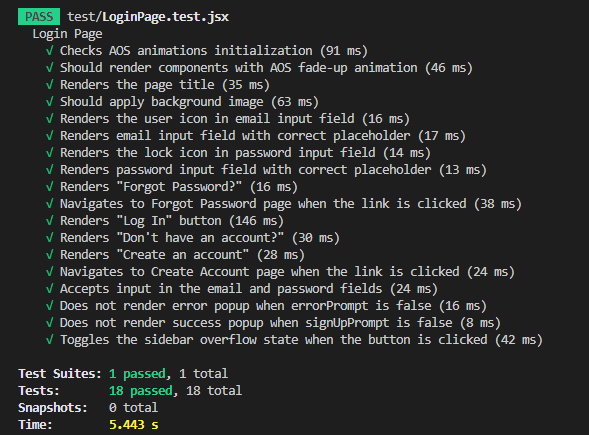 PASS test/LoginPage.test.jsx
Login Page
√ Checks AOS animations initialization (91 ms)
√ Should render components with AOS fade-up animation (46 ms)
√ Renders the page title (35 ms)
√ Should apply background image (63 ms)
√ Renders the user icon in email input field (16 ms)
√ Renders email input field with correct placeholder (17 ms)
√ Renders the lock icon in password input field (14 ms)
√ Renders password input field with correct placeholder (13 ms)
√ Renders "Forgot Password?" (16 ms)
√ Navigates to Forgot Password page when the link is clicked (38 ms)
√ Renders "Log In" button (146 ms)
√ Renders "Don't have an account?" (30 ms)
√ Renders "Create an account" (28 ms)
√ Navigates to Create Account page when the link is clicked (24 ms)
√ Accepts input in the email and password fields (24 ms)
√ Does not render error popup when errorPrompt is false (16 ms)
√ Does not render success popup when signUpPrompt is false (8 ms)
√ Toggles the sidebar overflow state when the button is clicked (42 ms)
Test Suites: 1 passed, 1 total
Tests: 18 passed, 18 total
Snapshots: 0 total
Time: 5.443 s